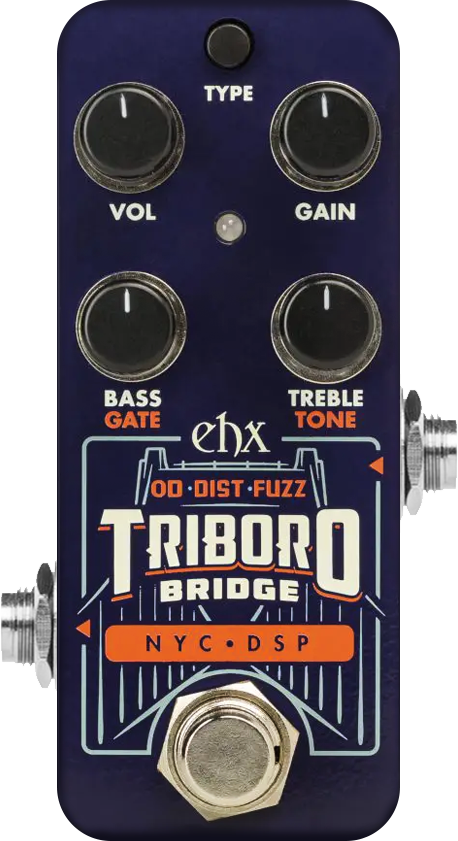 TYPE
VOL GAIN
BASS TREBLE
GATE TONE
ehx
OD·DIST·FUZZ
TRIBORO
BRIDGE
NYC•DSP